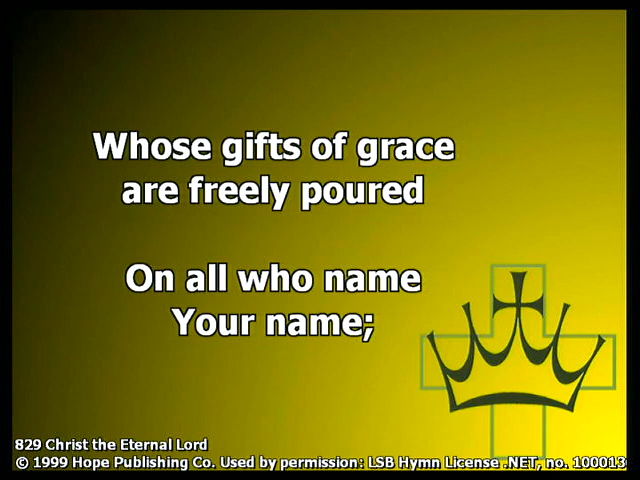 Whose gifts of grace
are freely poured
On all who name
Your name;
829 Christ the Eternal Lord
© 1999 Hope Publishing Co. Used by permission: LSB Hymn License .NET, no. 100013